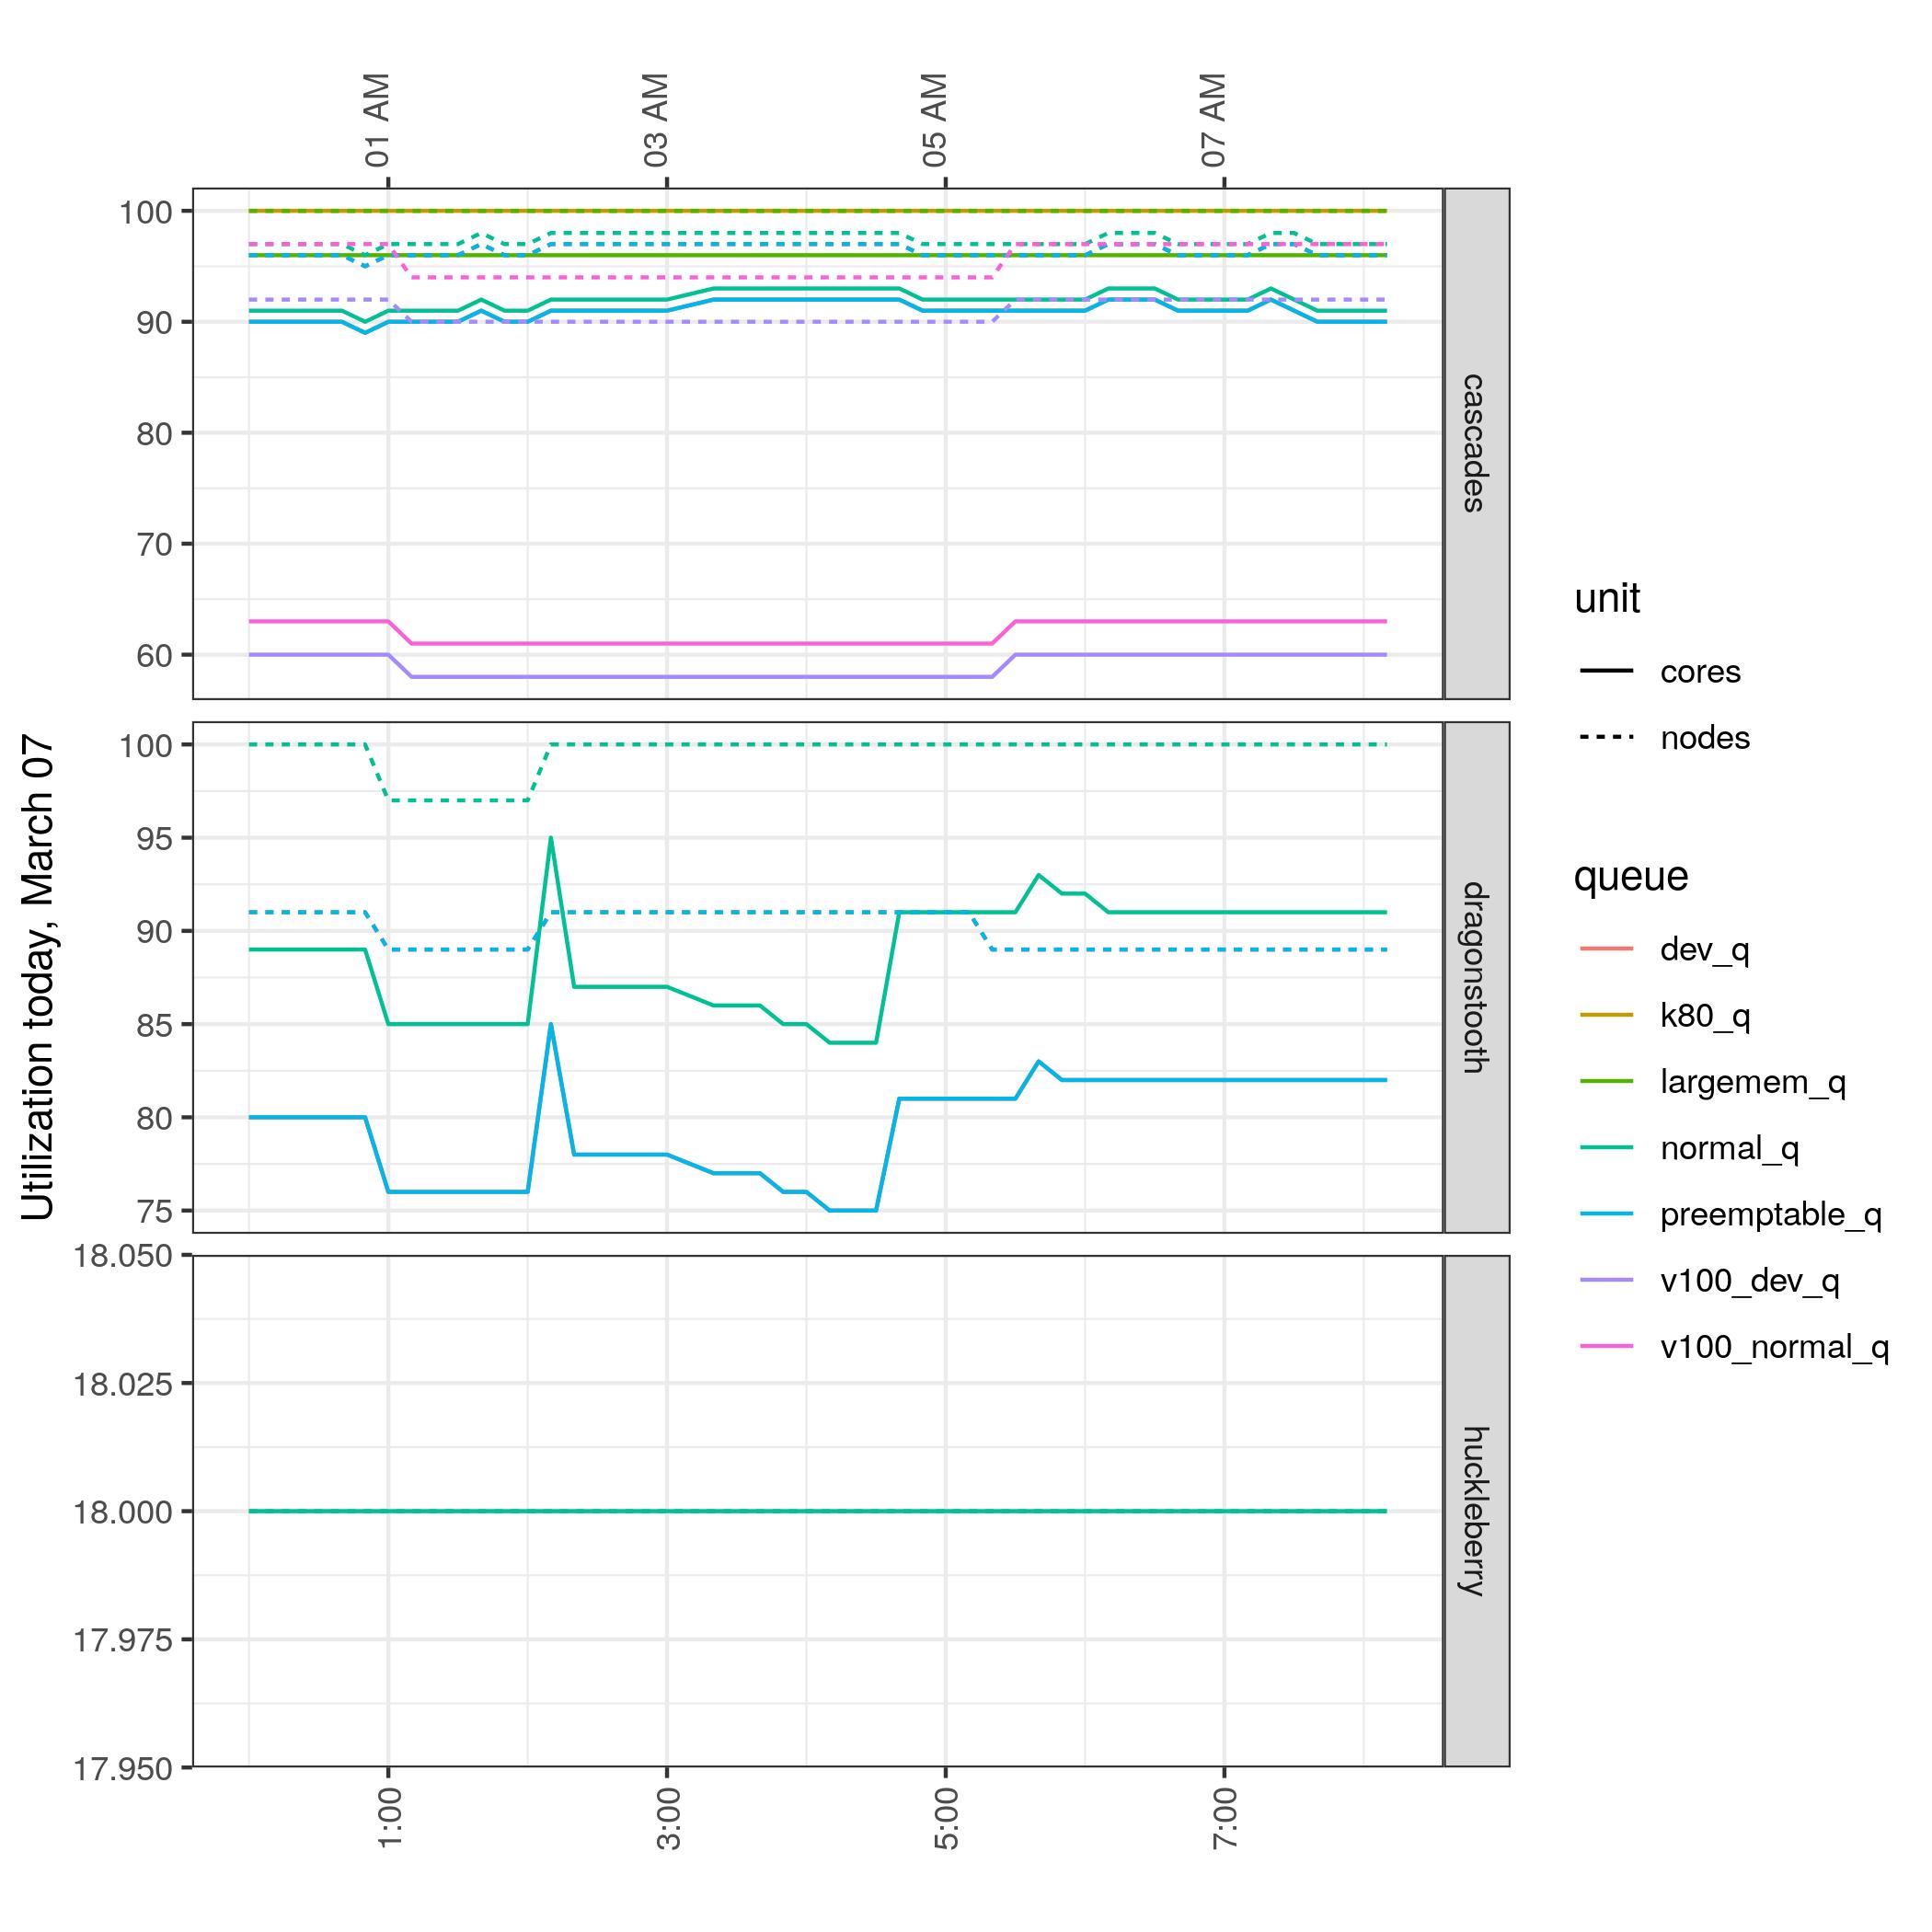 01 AM
03 AM
05 AM
07 AM
Utilization today, March 07
100
90
80
70
60
cascades
100
95
90
85
80
75
dragonstooth
18.050
18.025
18.000
17.975
17.950
huckleberry
1:00
3:00
5:00
7:00
unit
cores
nodes
queue
dev_q
k80_q
largemem_q
normal_q
preemptable_q
v100_dev_q
v100_normal_q